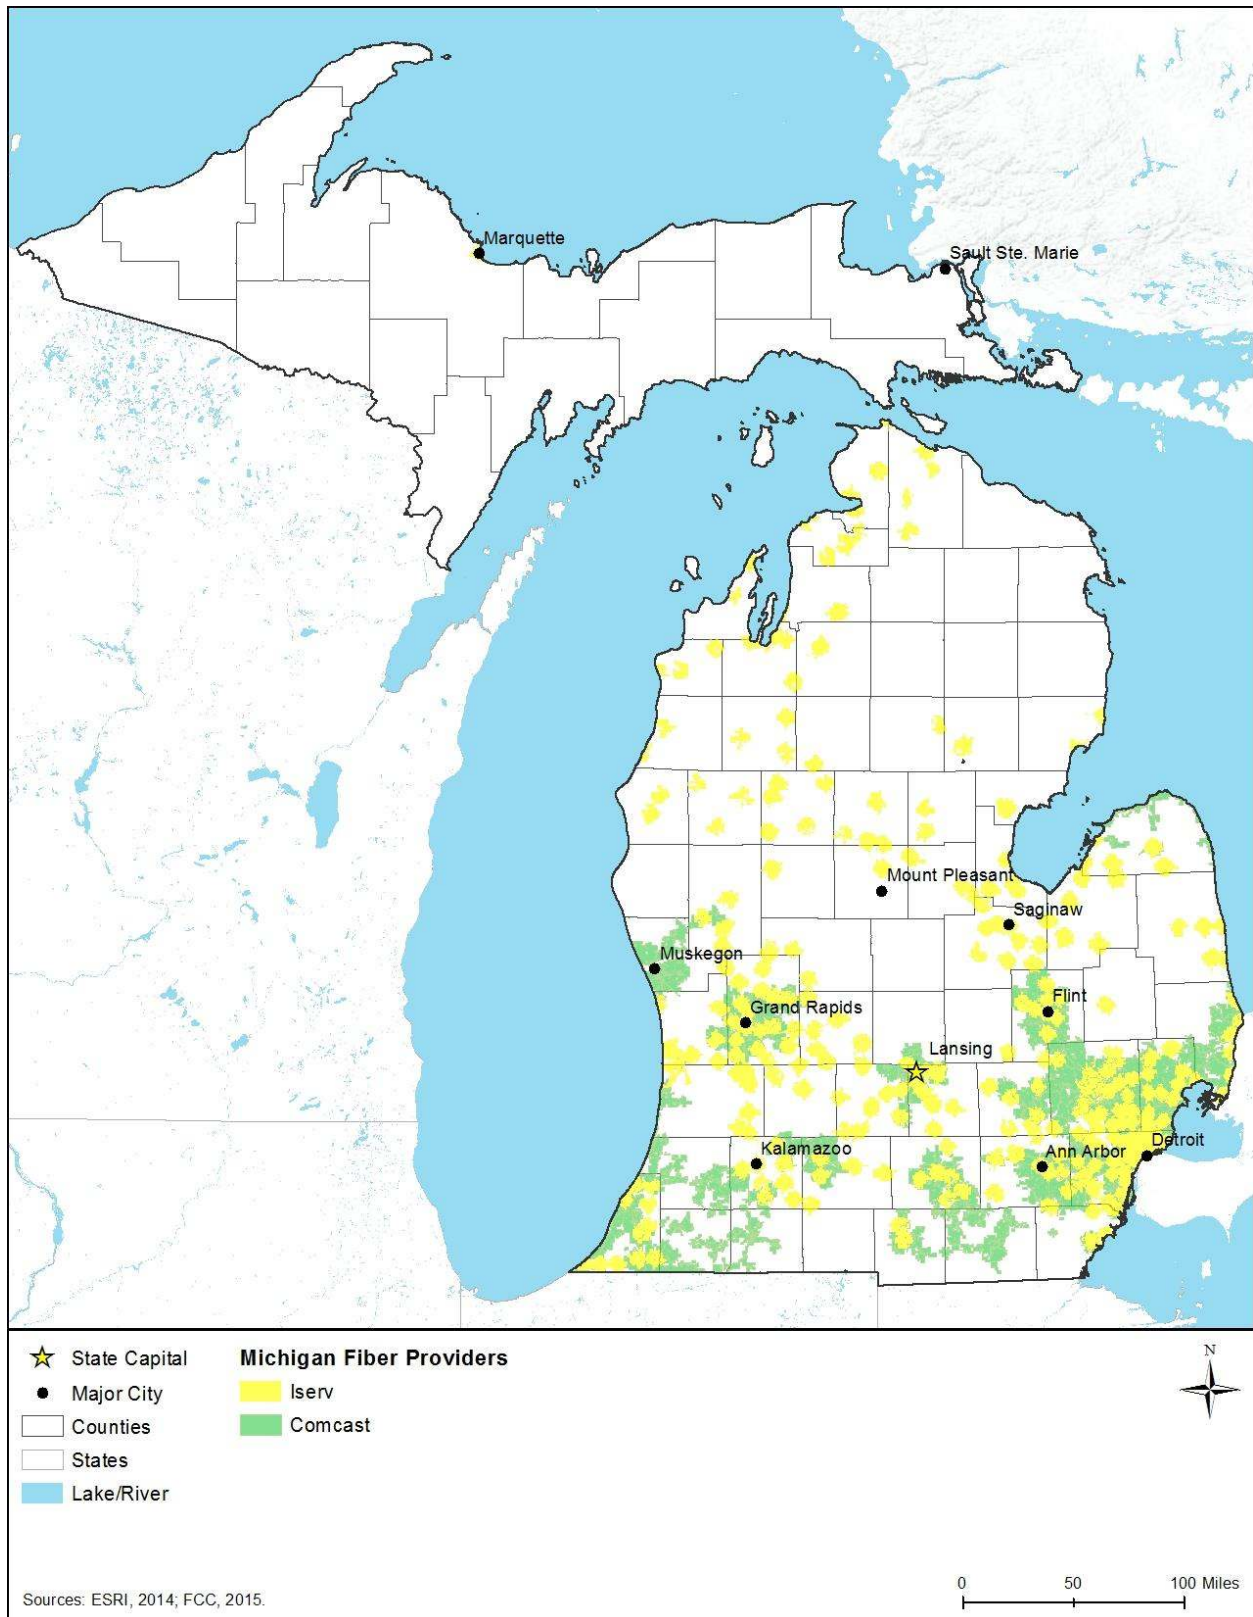 Marquette
Sault Ste. Marie
Mount Pleasant
Saginaw
Muskegon
Flint
Grand Rapids
Lansing
Kalamazoo
Ann Arbor
Detroit
State Capital
Major City
Counties
States
Lake/River
Michigan Fiber Providers
Iserv
Comcast
N
Sources: ESRI, 2014; FCC, 2015.
0 50 100 Miles